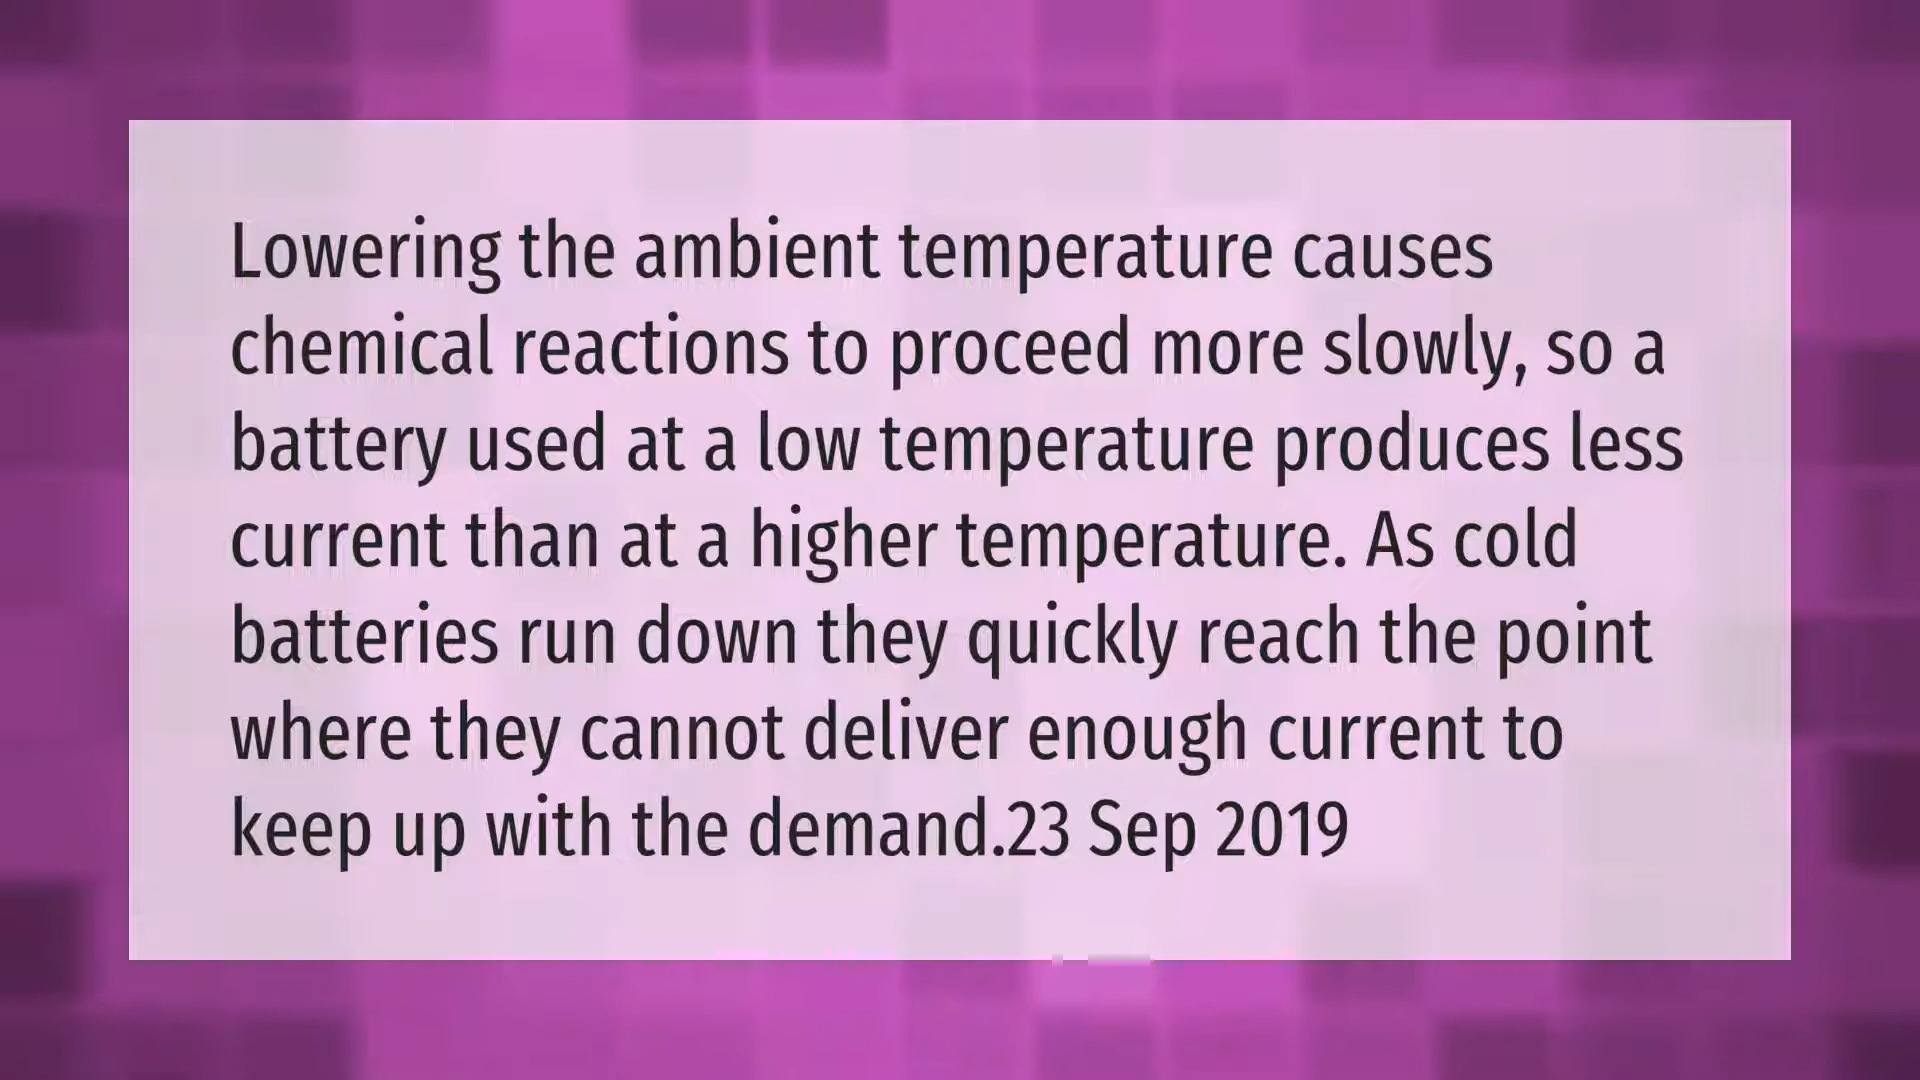 Lowering the ambient temperature causes
chemical reactions to proceed more slowly, so a
battery used at a low temperature produces less
current than at a higher temperature. As cold
batteries run down they quickly reach the point
where they cannot deliver enough current to
keep up with the demand.23 Sep 2019